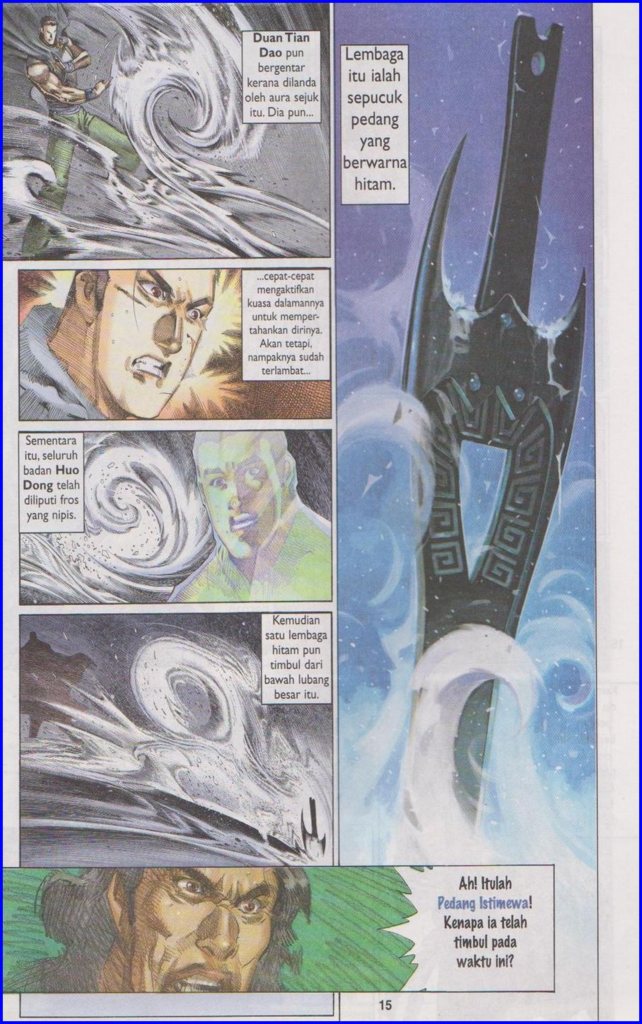 Duan Tian
Dao pun
bergentar
kerana dilanda
oleh aura sejuk
itu. Dia pun...
...cepat-cepat
mengaktifkan
kuasa dalamannya
untuk memper-
tahankan dirinya.
Akan tetapi,
nampaknya sudah
terlambat...
Sementara
itu, seluruh
badan Huo
Dong telah
diliputi fros
yang nipis.
Kemudian
satu lembaga
hitam pun
timbul dari
bawah lubang
besar itu.
Lembaga
itu ialah
sepucuk
pedang
yang
berwarna
hitam.
Ah! Itulah
Pedang Istimewa!
Kenapa ia telah
timbul pada
waktu ini?
15